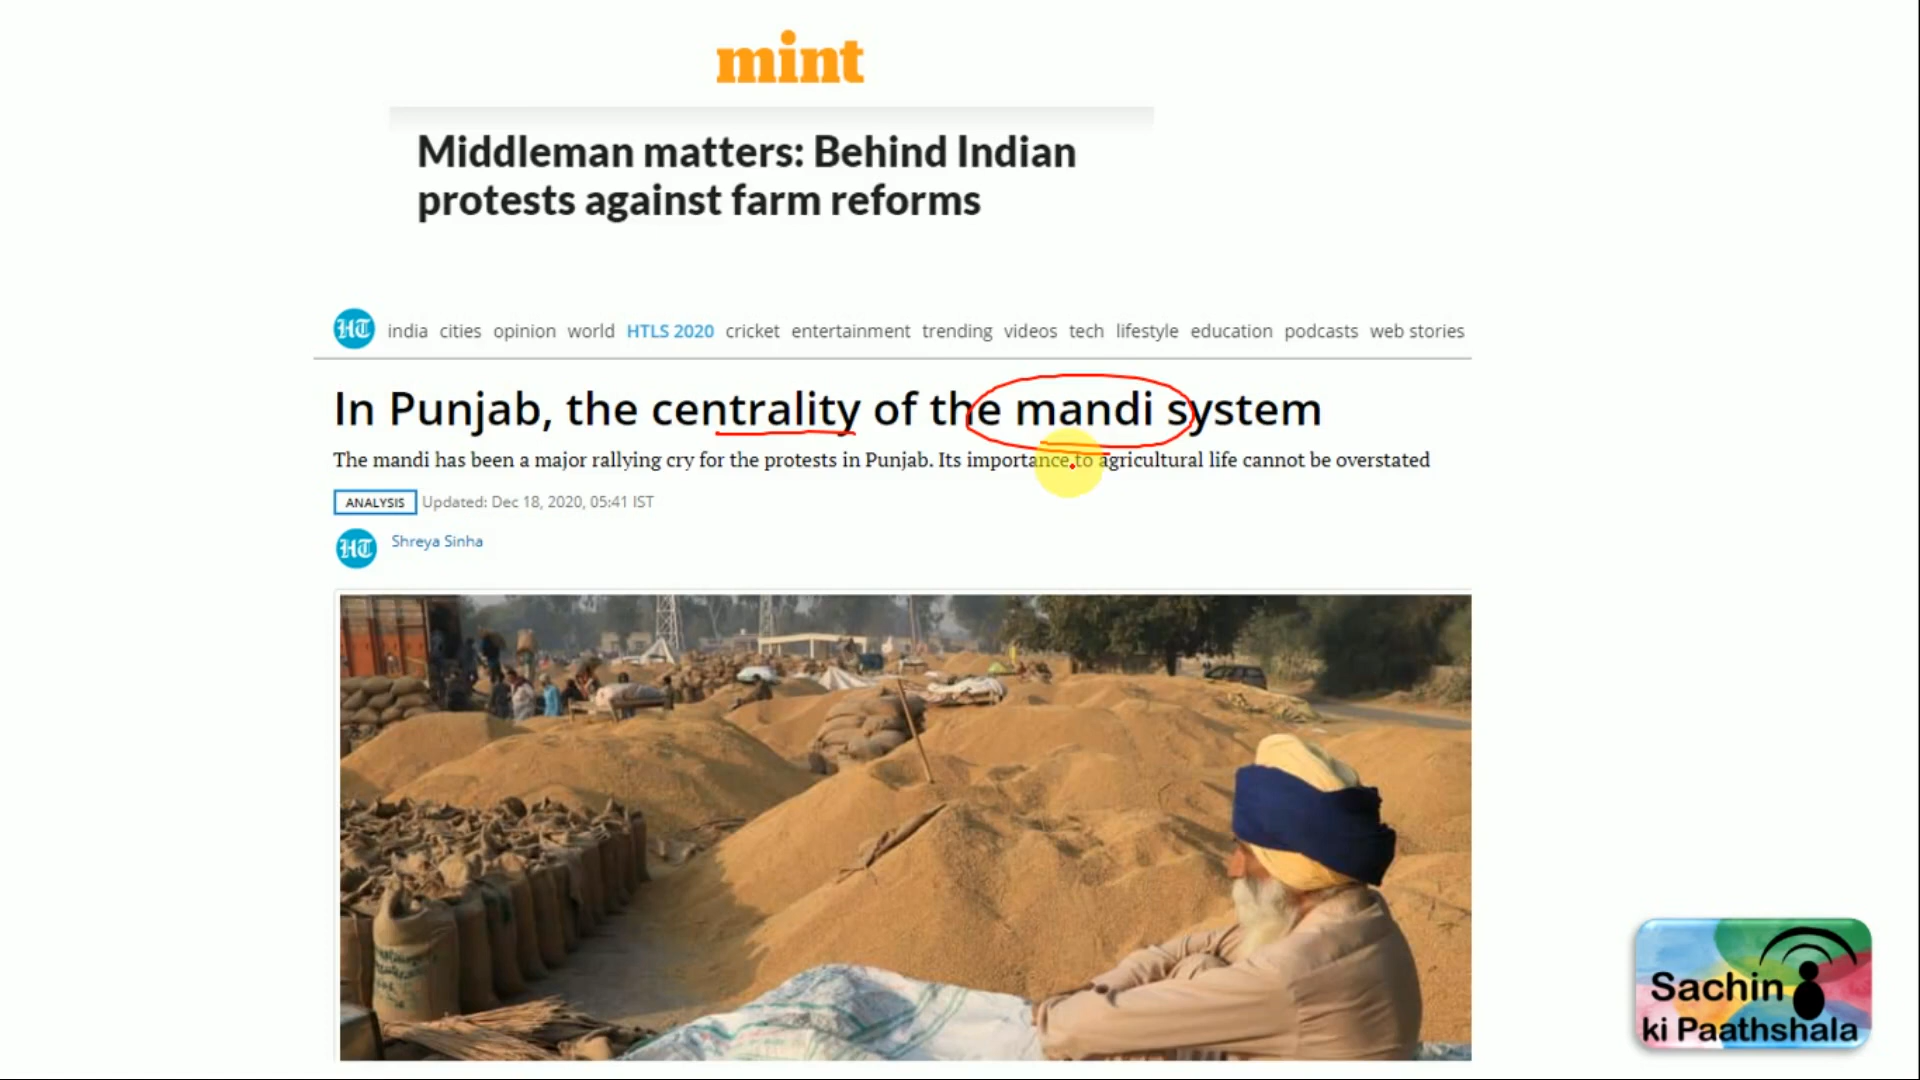 mint
Middleman matters: Behind Indian
protests against farm reforms
HT india cities opinion world HTLS 2020 cricket entertainment trending videos tech lifestyle education podcasts web stories
In Punjab, the centrality of the mandi system
The mandi has been a major rallying cry for the protests in Punjab. Its importance to agricultural life cannot be overstated
ANALYSIS Updated: Dec 18, 2020, 05:41 IST
HT Shreya Sinha
Sachin
ki Paathshala